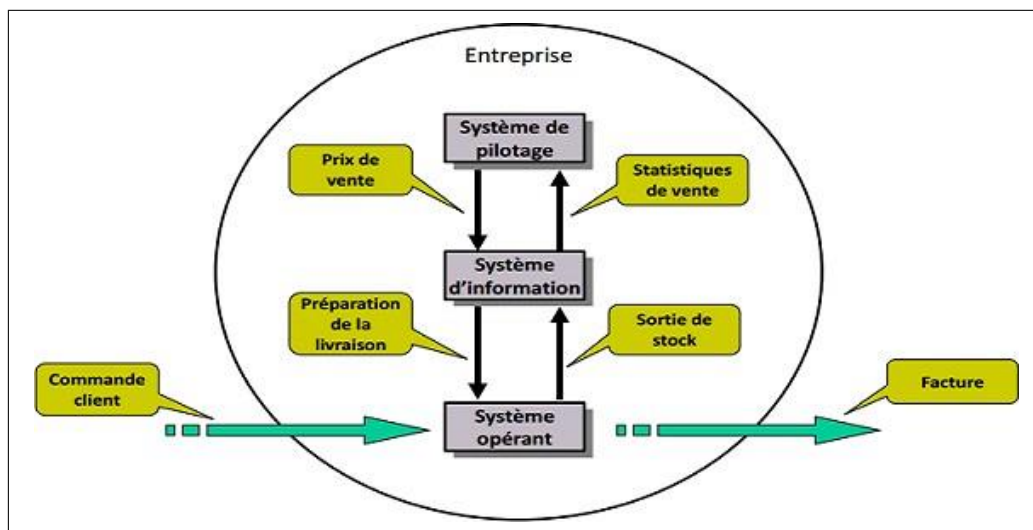 Entreprise
Système de
pilotage
Prix de
vente
Statistiques
de vente
Système
d'information
Préparation
de la
livraison
Sortie de
stock
Commande
client
Système
opérant
Facture